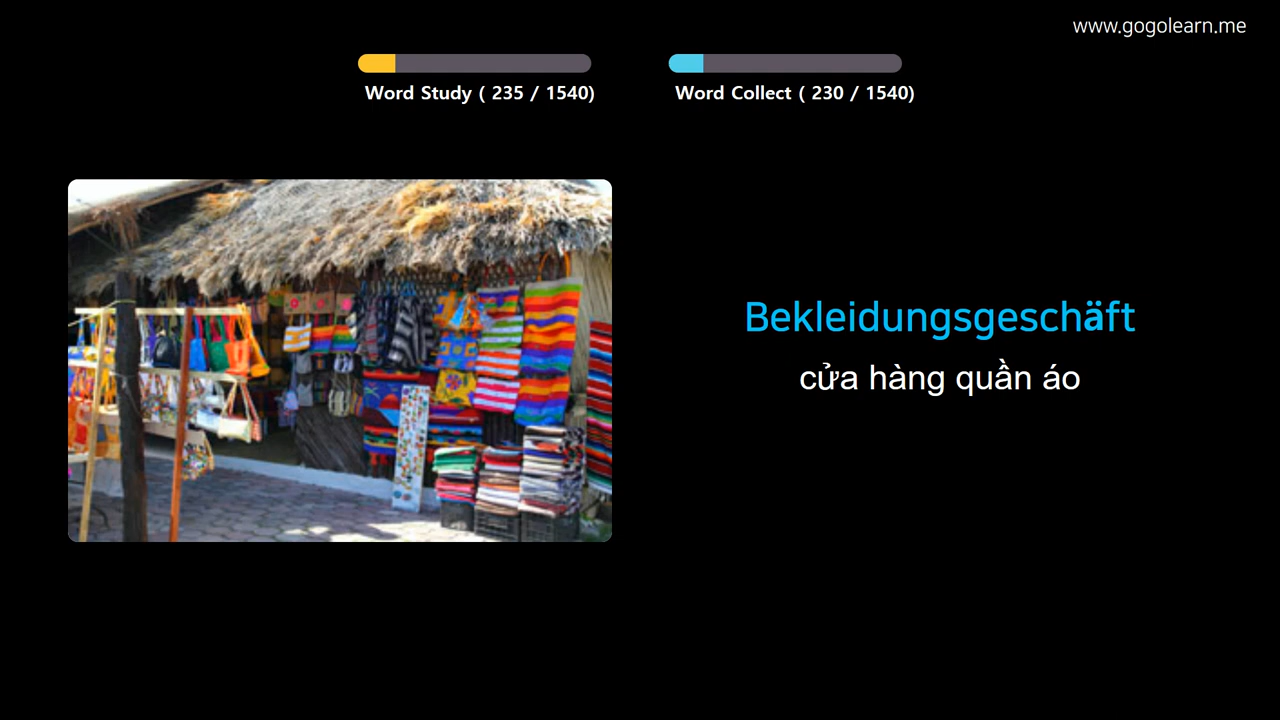 www.gogolearn.me
Word Study ( 235 / 1540)
Word Collect ( 230 / 1540)
Bekleidungsgeschäft
cửa hàng quần áo